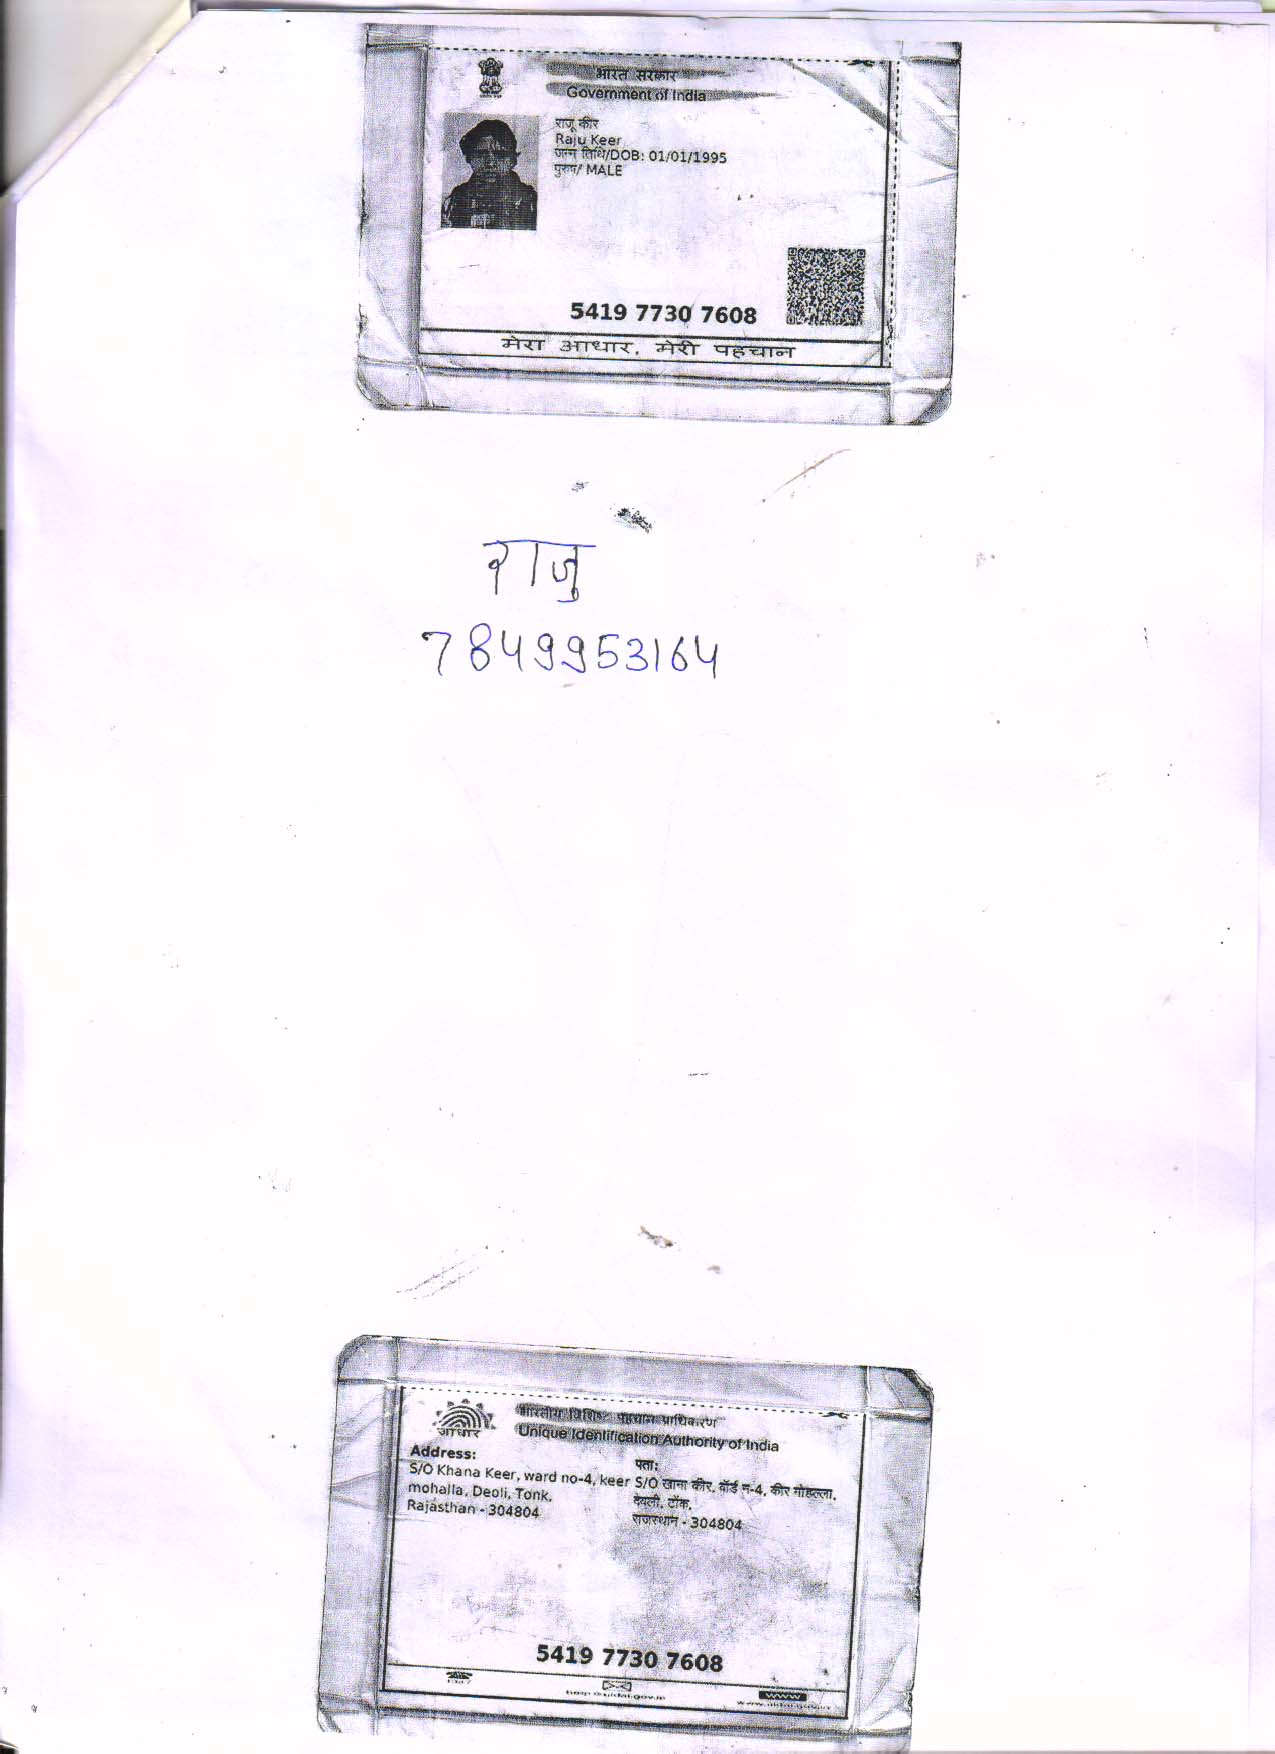 भारत सरकार
Government of India
राजू कीर
Raju Keer
जन्म तिथि/DOB: 01/01/1995
पुरुष/ MALE
5419 7730 7608
मेरा आधार, मेरी पहचान
राजु
7849953164
भारतीय विशिष्ट पहचान प्राधिकरण
Unique Identification Authority of India
आधार
Address:
S/O Khana Keer, ward no-4, keer
mohalla, Deoli, Tonk,
Rajasthan - 304804
पता:
S/O खाना कीर, वॉर्ड न-4, कीर मोहल्ला,
देवली, टोंक,
राजस्थान - 304804
5419 7730 7608
1947
help@uidai.gov.in
www
www.uidai.gov.in